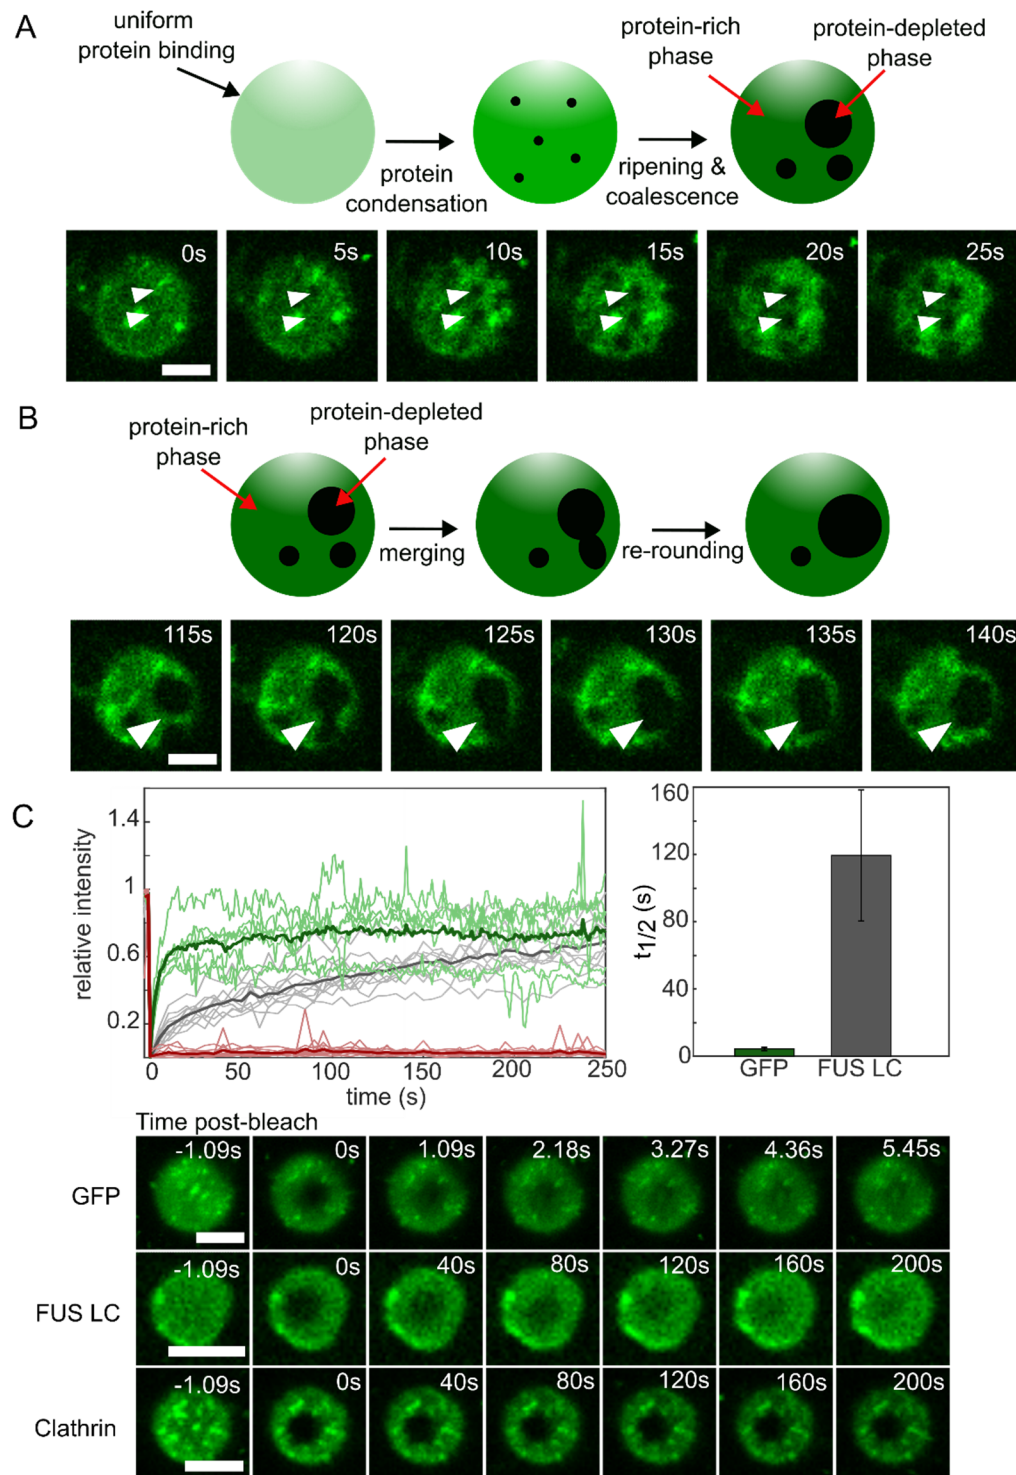 A
uniform
protein binding
protein
condensation
ripening &
coalescence
protein-rich
phase
protein-depleted
phase
0s
5s
10s
15s
20s
25s
B
protein-rich
phase
protein-depleted
phase
merging
re-rounding
115s
120s
125s
130s
135s
140s
C
relative intensity
1.4
1
0.6
0.2
0
50
100
150
200
250
time (s)
t1/2 (s)
160
120
80
40
0
GFP
FUS LC
Time post-bleach
GFP
-1.09s
0s
1.09s
2.18s
3.27s
4.36s
5.45s
FUS LC
-1.09s
0s
40s
80s
120s
160s
200s
Clathrin
-1.09s
0s
40s
80s
120s
160s
200s